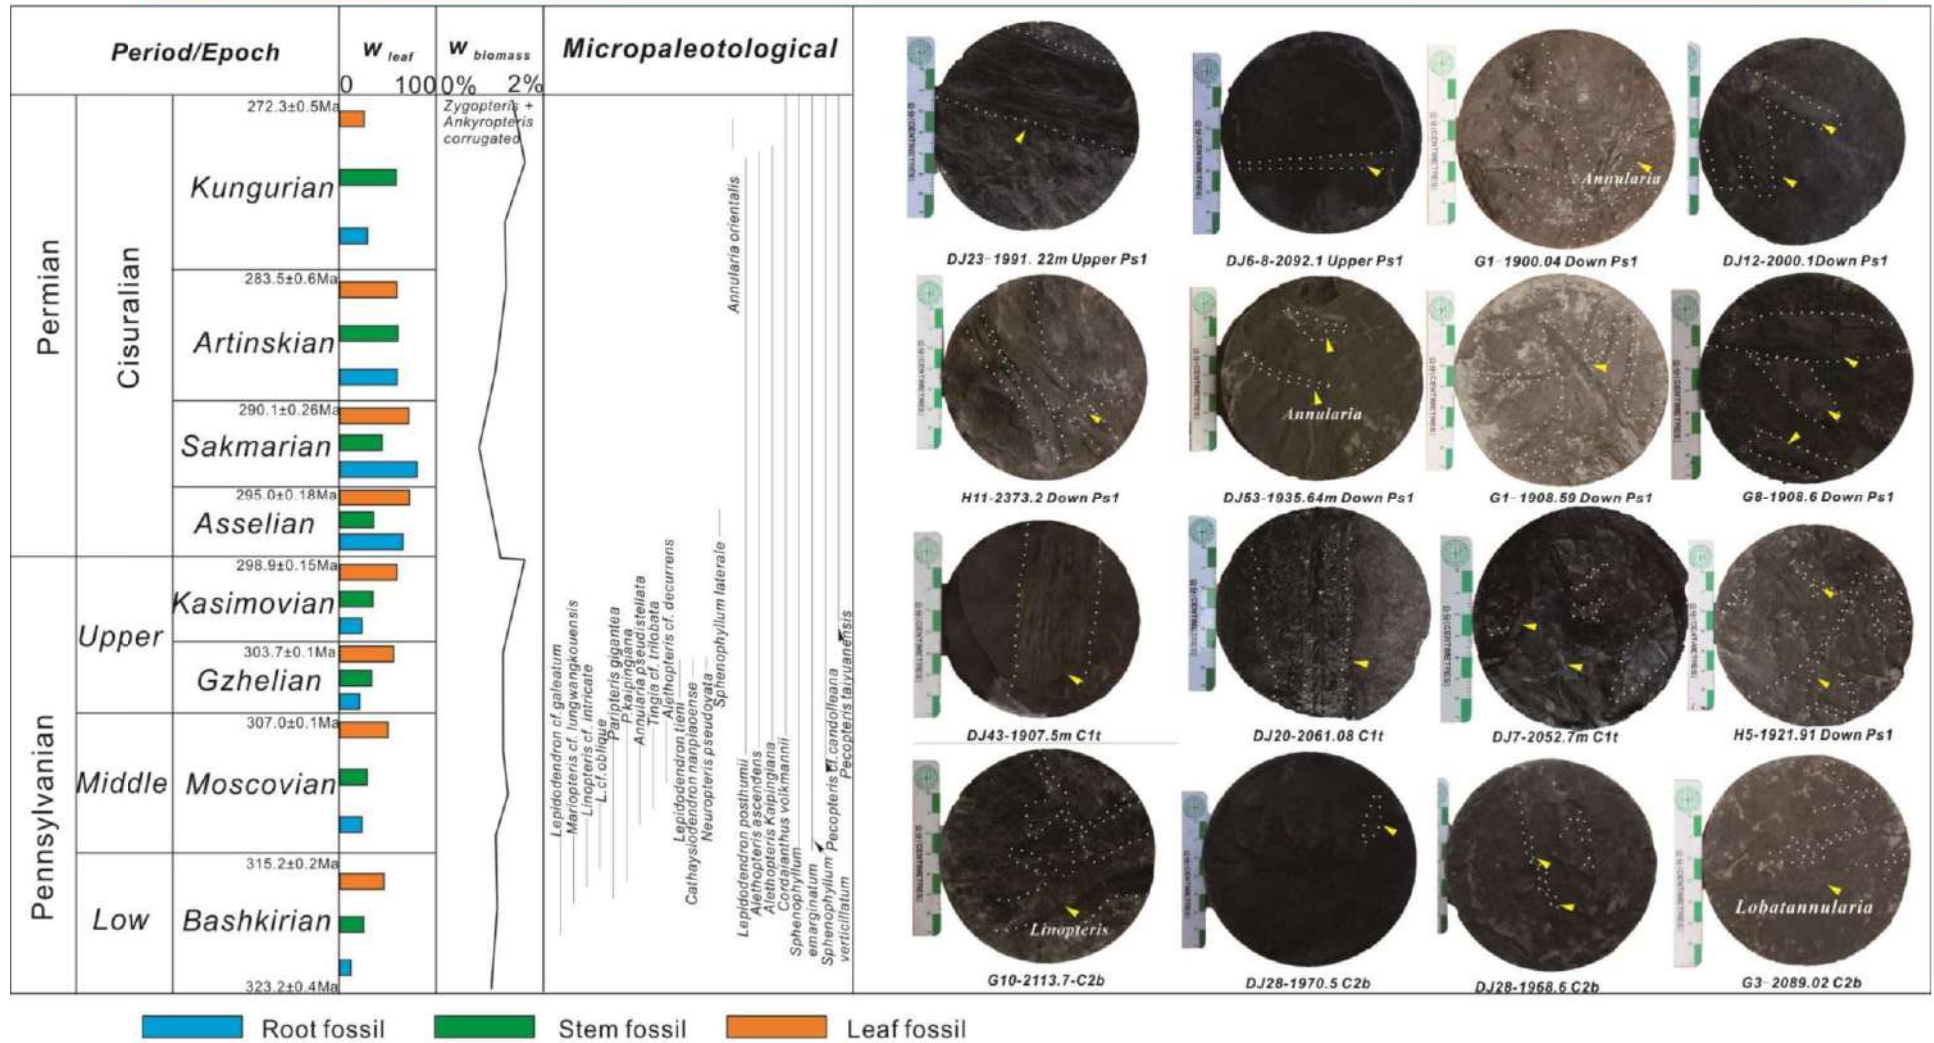 Period/Epoch
W leaf
0 100
W biomass
0% 2%
Micropaleotological
Permian
Cisuralian
Pennsylvanian
Upper
Middle
Low
272.3±0.5Ma
Kungurian
283.5±0.6Ma
Artinskian
290.1±0.26Ma
Sakmarian
295.0±0.18Ma
Asselian
298.9±0.15Ma
Kasimovian
303.7±0.1Ma
Gzhelian
307.0±0.1Ma
Moscovian
315.2±0.2Ma
Bashkirian
323.2±0.4Ma
Zygopteris +
Ankyropteris
corrugated
Lepidodendron cf.galeatum
Mariopteris cf. lungwangkouensis
Linopteris cf. intricate
L.cf.oblique
Paripteris gigantea
P.kaipingiana
Annularia pseudistellata
Tingia cf. trilobata
Alethopteris cf. decurrens
Lepidodendron tieni
Cathaysiodendron nanpiaoense
Neuropteris pseudovata
Sphenophyllum laterale
Annularia orientalis
Lepidodendron posthumii
Alethopteris ascendens
Alethopteris Kaipingiana
Cordaianthus volkmannii
Sphenophyllum
emarginatum
Sphenophyllum
verticillatum
Pecopteris cf.candolleana
Pecopteris taiyuanensis
DJ23-1991. 22m Upper Ps1
DJ6-8-2092.1 Upper Ps1
Annularia
G1-1900.04 Down Ps1
DJ12-2000.1Down Ps1
H11-2373.2 Down Ps1
Annularia
DJ53-1935.64m Down Ps1
G1-1908.59 Down Ps1
G8-1908.6 Down Ps1
DJ43-1907.5m C1t
DJ20-2061.08 C1t
DJ7-2052.7m C1t
H5-1921.91 Down Ps1
Linopteris
G10-2113.7-C2b
DJ28-1970.5 C2b
DJ28-1968.6 C2b
Lobatannularia
G3-2089.02 C2b
Root fossil
Stem fossil
Leaf fossil